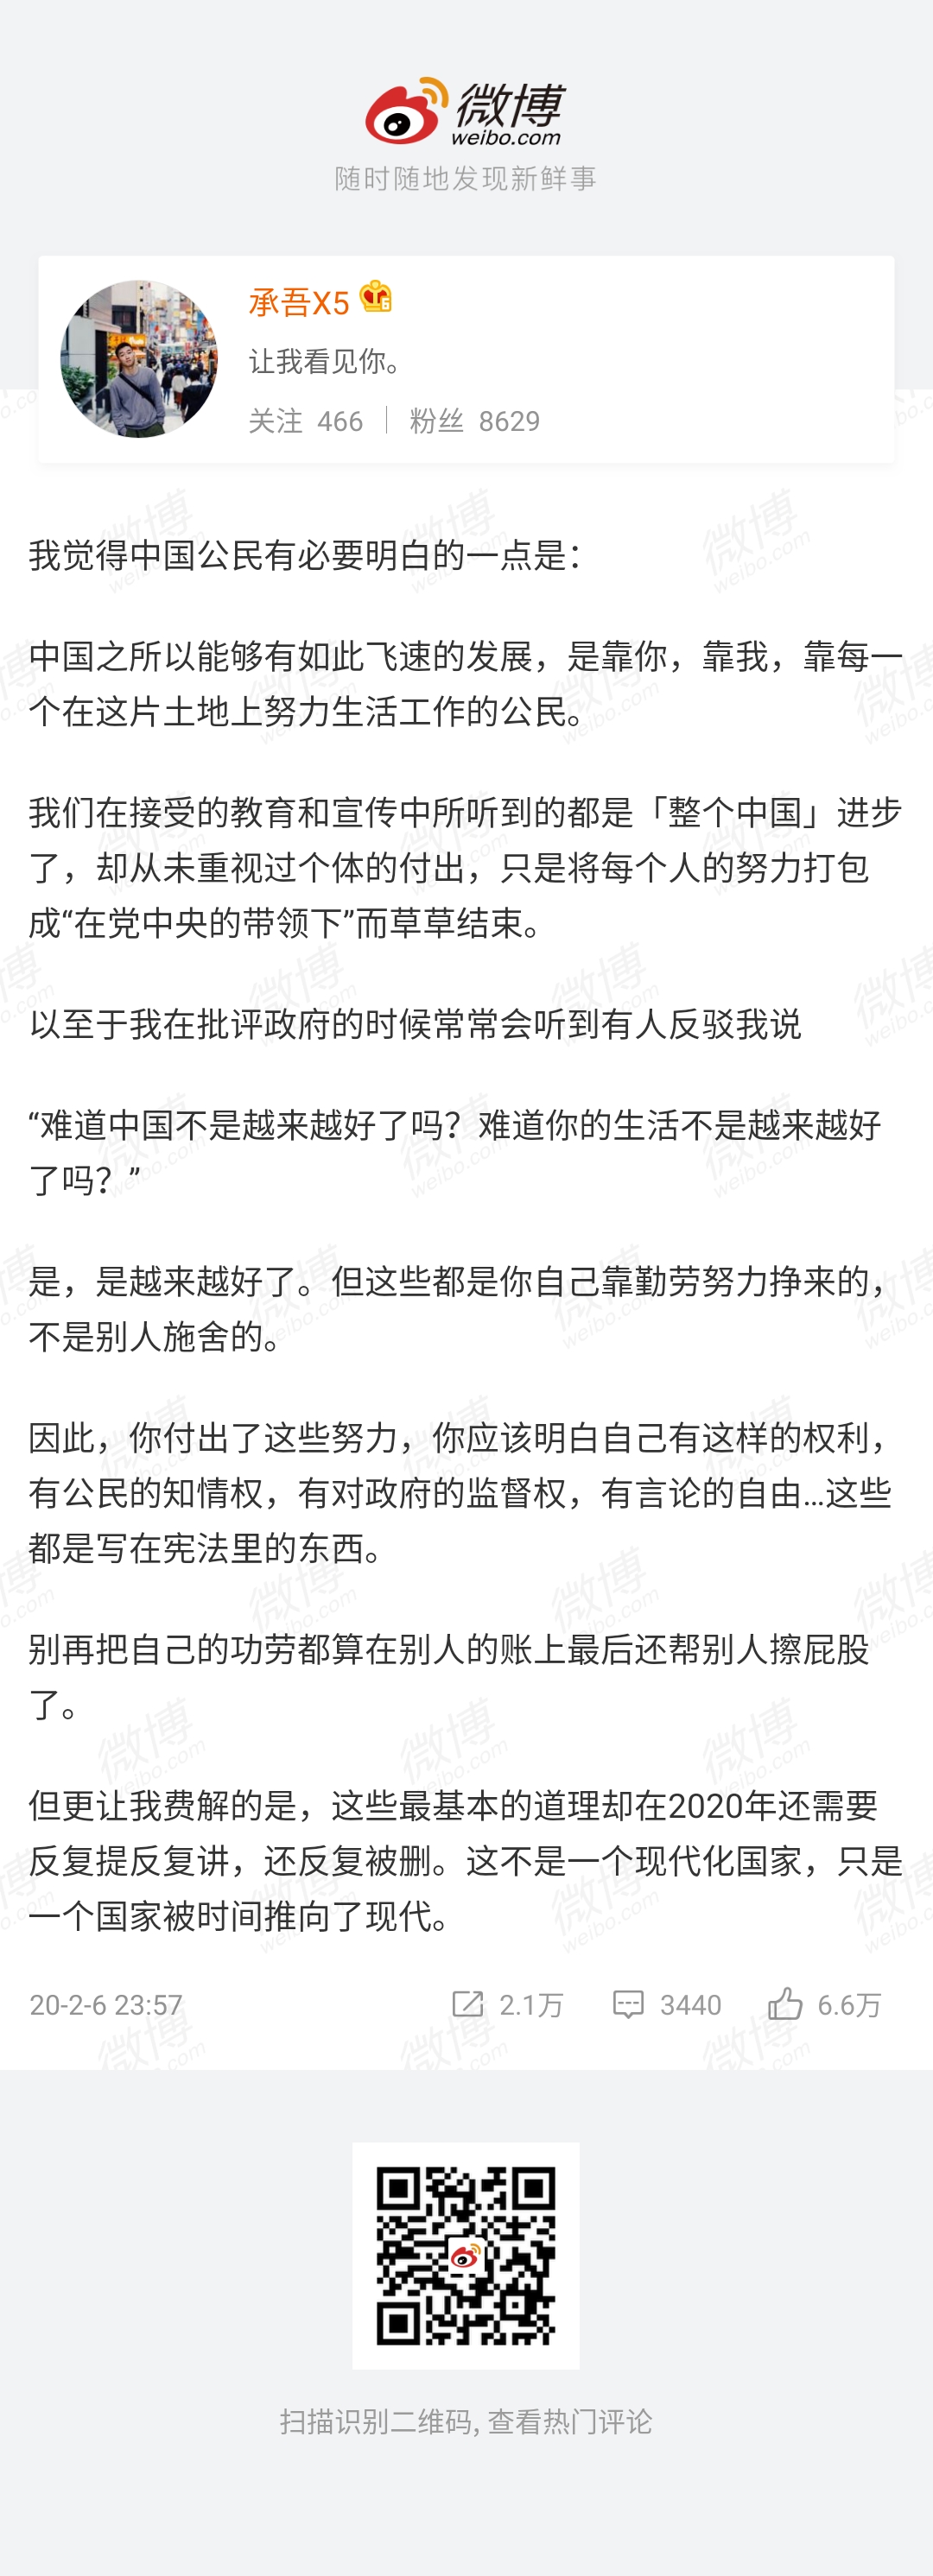 微博
weibo.com
随时随地发现新鲜事
承吾X5
让我看见你。
关注 466 | 粉丝 8629
我觉得中国公民有必要明白的一点是：
中国之所以能够有如此飞速的发展，是靠你，靠我，靠每一
个在这片土地上努力生活工作的公民。
我们在接受的教育和宣传中所听到的都是「整个中国」进步
了，却从未重视过个体的付出，只是将每个人的努力打包
成“在党中央的带领下”而草草结束。
以至于我在批评政府的时候常常会听到有人反驳我说
“难道中国不是越来越好了吗？难道你的生活不是越来越好
了吗？”
是，是越来越好了。但这些都是你自己靠勤劳努力挣来的，
不是别人施舍的。
因此，你付出了这些努力，你应该明白自己有这样的权利，
有公民的知情权，有对政府的监督权，有言论的自由...这些
都是写在宪法里的东西。
别再把自己的功劳都算在别人的账上最后还帮别人擦屁股
了。
但更让我费解的是，这些最基本的道理却在2020年还需要
反复提反复讲，还反复被删。这不是一个现代化国家，只是
一个国家被时间推向了现代。
20-2-6 23:57 2.1万 3440 6.6万
扫描识别二维码, 查看热门评论